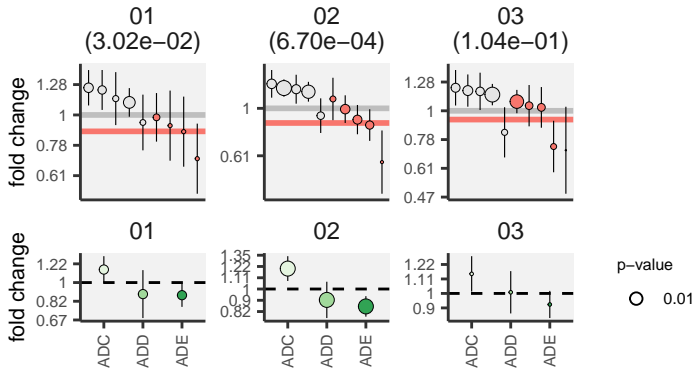 01
(3.02e−02)
02
(6.70e−04)
03
(1.04e−01)
fold change
1.28
1
0.78
0.61
1
0.61
1.28
1
0.78
0.61
0.47
fold change
01
02
03
1.22
1
0.82
0.67
1.35
1.22
1.11
1
0.9
0.82
1.22
1.11
1
0.9
ADC
ADD
ADE
ADC
ADD
ADE
ADC
ADD
ADE
p−value
0.01